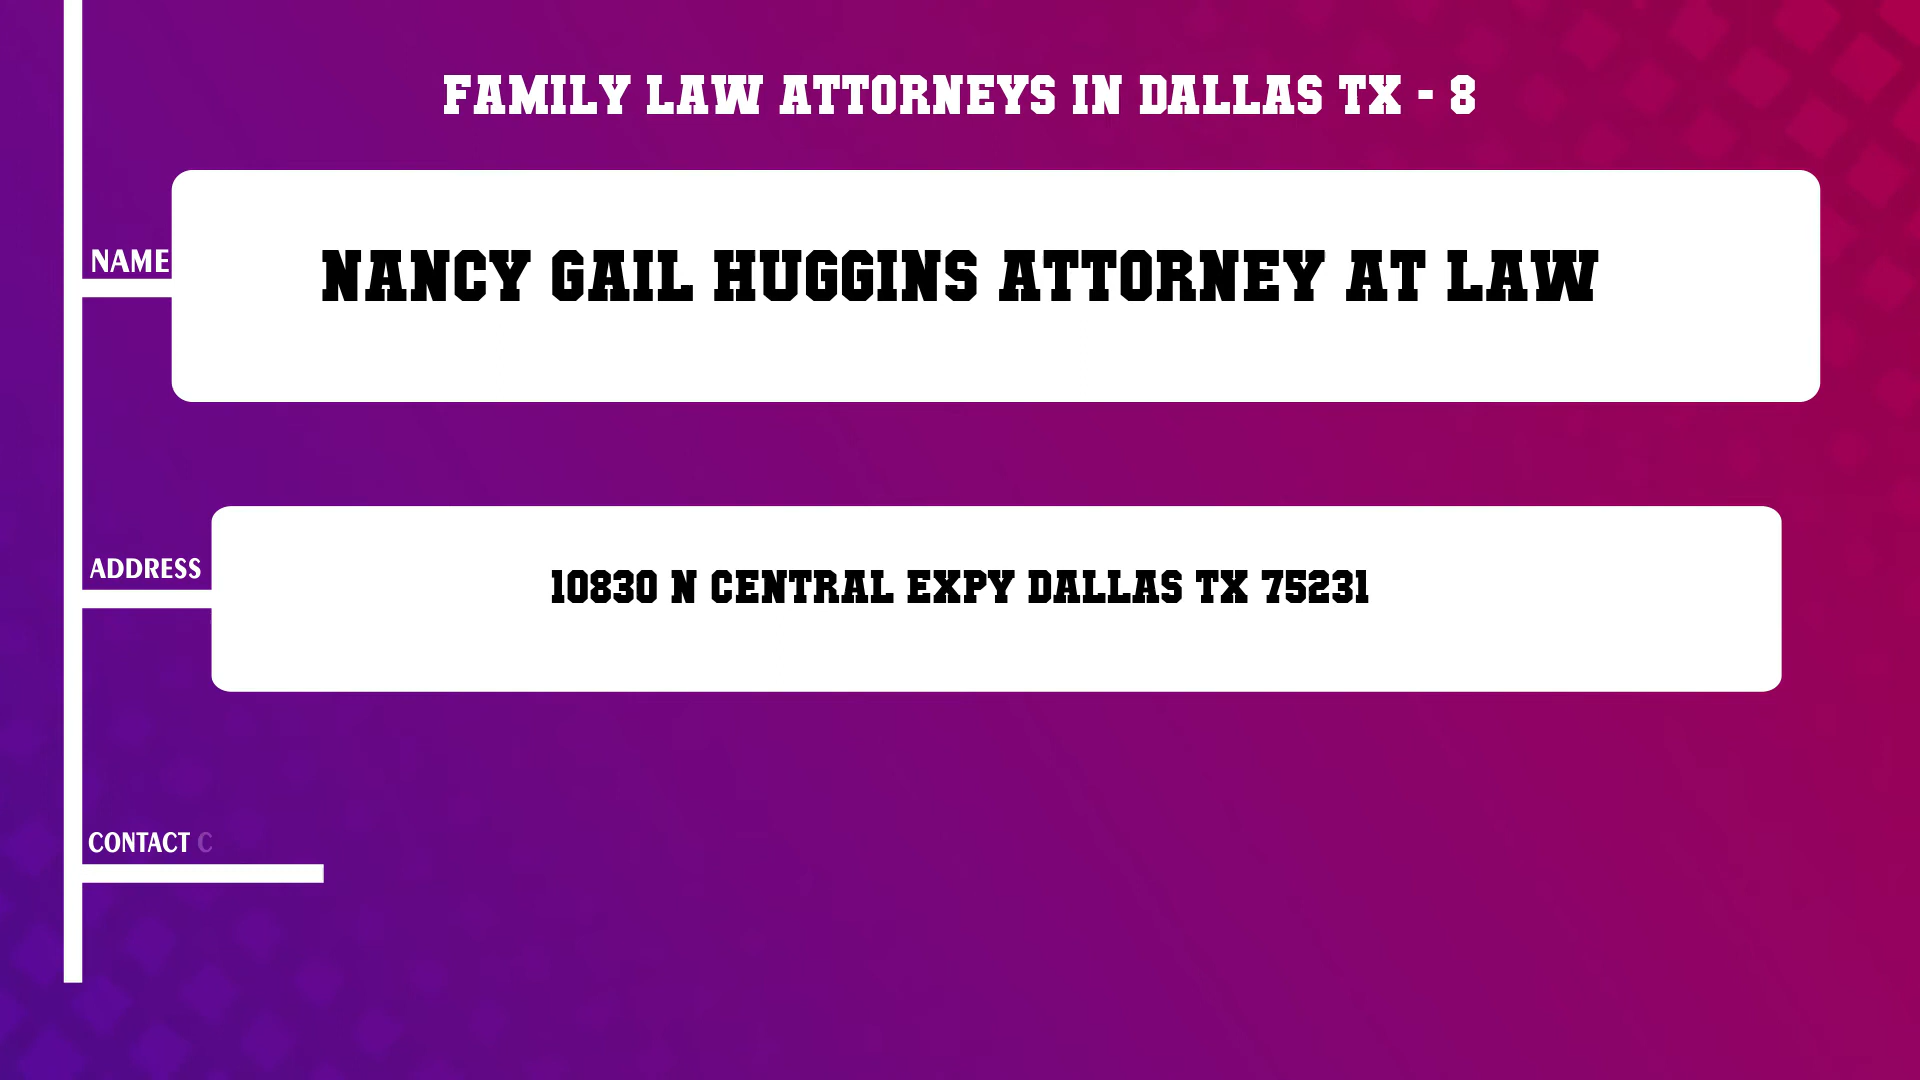 FAMILY LAW ATTORNEYS IN DALLAS TX - 8
NAME
NANCY GAIL HUGGINS ATTORNEY AT LAW
ADDRESS
10830 N CENTRAL EXPY DALLAS TX 75231
CONTACT C